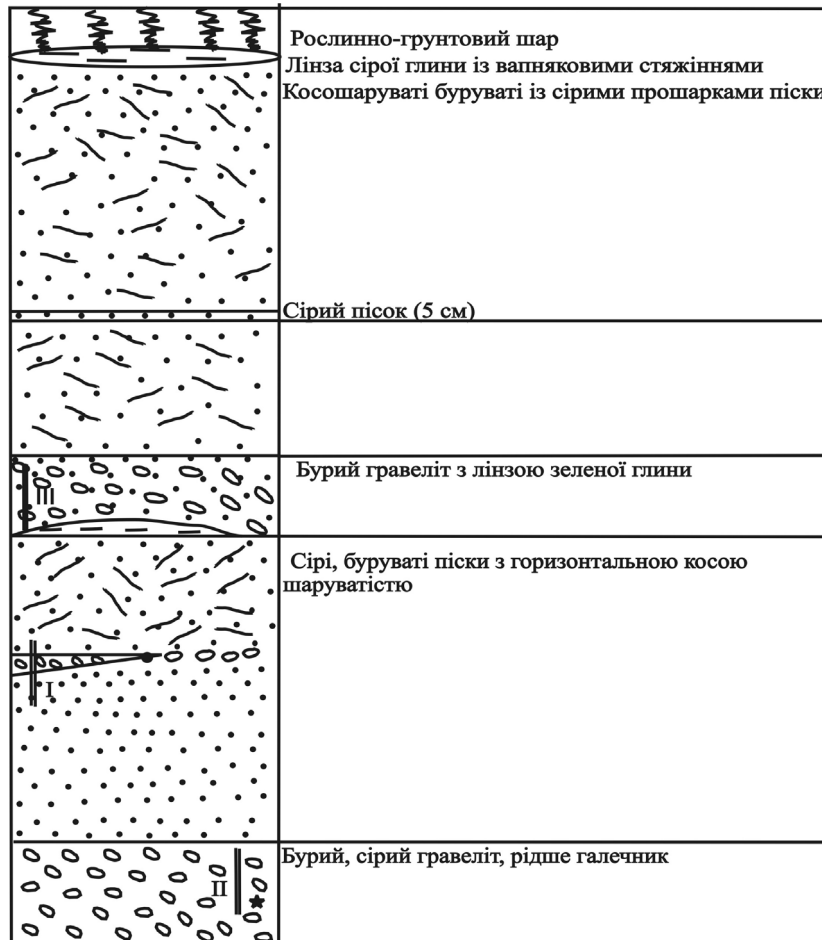 Рослинно-грунтовий шар
Лінза сірої глини із вапняковими стяжіннями
Косошаруваті буруваті із сірими прошарками піски
Сірий пісок (5 см)
Бурий гравеліт з лінзою зеленої глини
III
Сірі, буруваті піски з горизонтальною косою
шаруватістю
I
Бурий, сірий гравеліт, рідше галечник
II